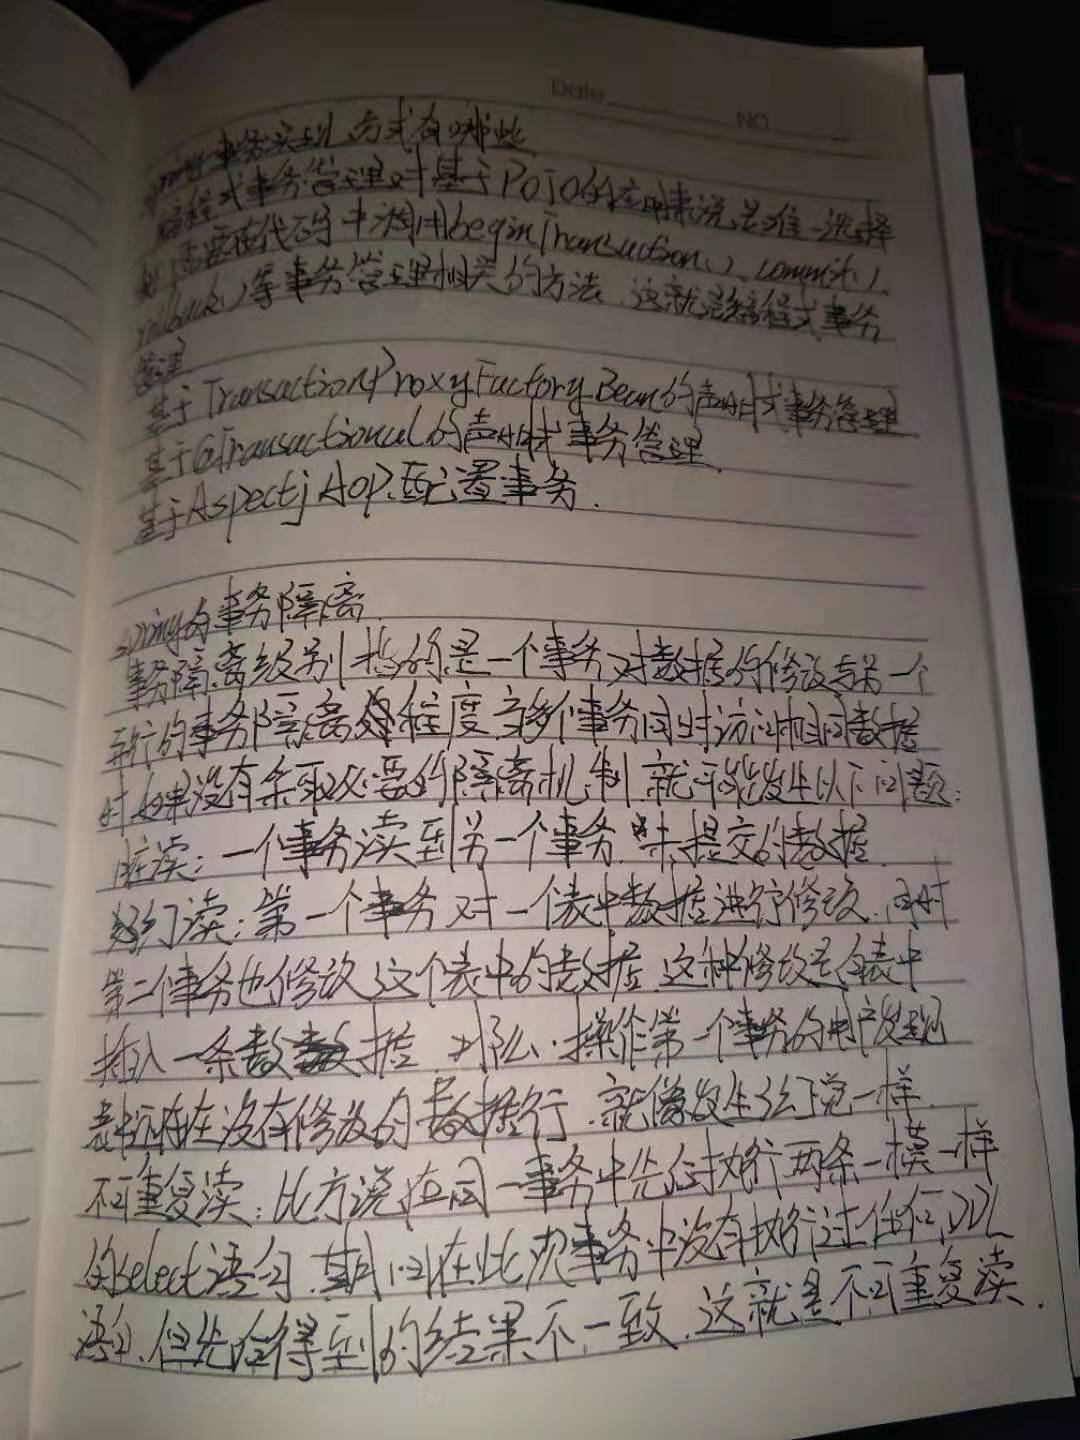 Date NO
Spring事务实现方式有哪些
编程式事务管理对基于POJO的应用来说是唯一选择
我们需要在代码中调用beginTransaction()、commit()、
rollback()等事务管理相关的方法,这就是编程式事务
管理
基于TransactionProxyFactoryBean的声明式事务管理
基于@Transactional的声明式事务管理
基于Aspectj Aop配置事务.
Spring的事务隔离
事务隔离级别指的是一个事务对数据的修改与另一个
并行的事务隔离的程度,当多个事务同时访问相同数据
时如果没有采取必要的隔离机制,就可能发生以下问题:
脏读:一个事务读到另一个事务未提交的数据
幻读:第一个事务对一个表中数据进行修改,同时
第二个事务也修改这个表中的数据,这种修改是向表中
插入一条数据,那么,操作第一个事务的用户发现
表中还存在没有修改的数据行,就像发生幻觉一样.
不可重复读:比方说在同一事务中先后执行两条一模一样
的select语句,期间在此次事务中没有执行过任何DDL
语句,但先后得到的结果不一致,这就是不可重复读.